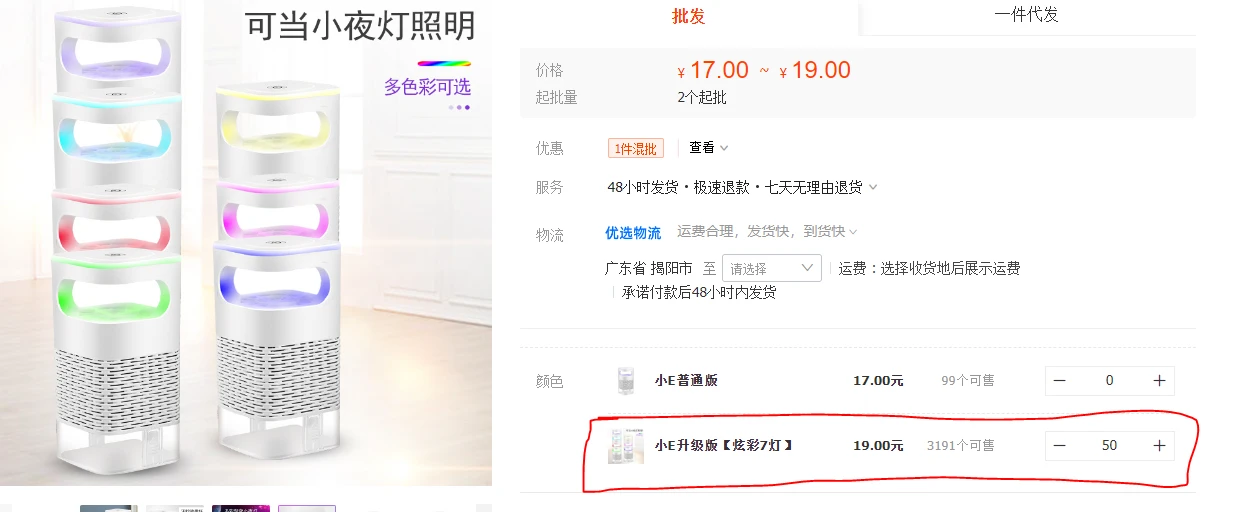 可当小夜灯照明
多色彩可选
批发
一件代发
价格
¥ 17.00 ~ ¥ 19.00
起批量
2个起批
优惠
1件混批
查看
服务
48小时发货·极速退款·七天无理由退货
物流
优选物流
运费合理，发货快，到货快
广东省 揭阳市 至 请选择 运费：选择收货地后展示运费
承诺付款后48小时内发货
颜色
小E普通版 17.00元 99个可售 — 0 +
小E升级版【炫彩7灯】 19.00元 3191个可售 — 50 +